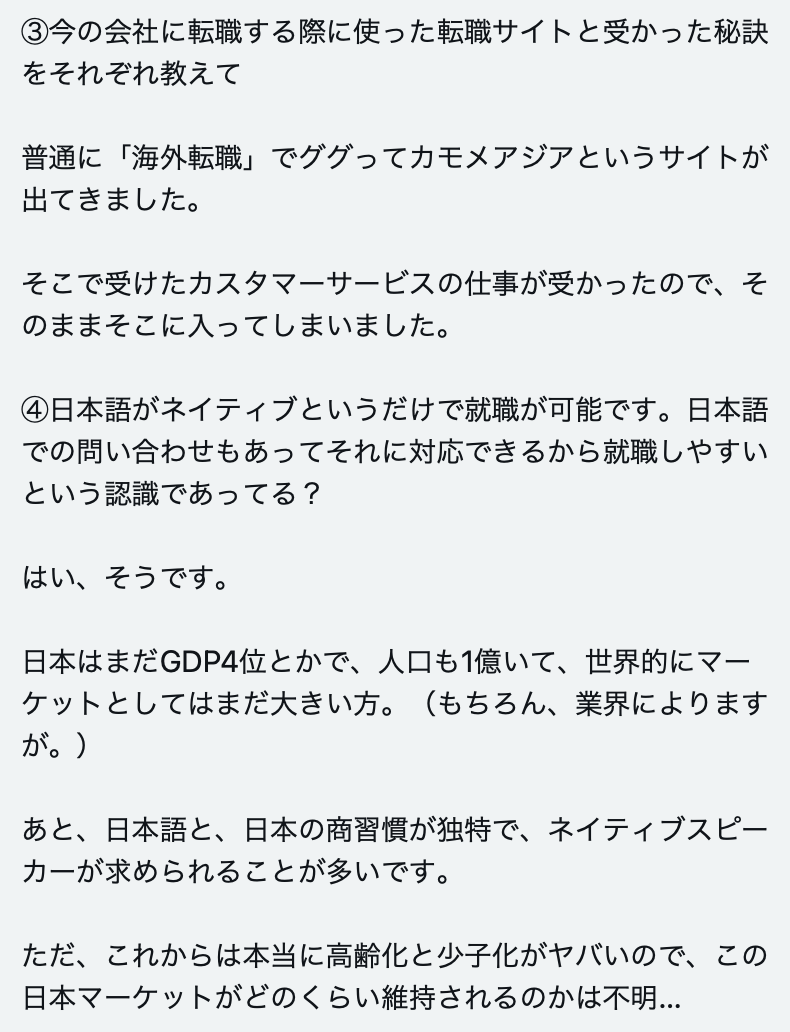 ③今の会社に転職する際に使った転職サイトと受かった秘訣
をそれぞれ教えて
普通に「海外転職」でググってカモメアジアというサイトが
出てきました。
そこで受けたカスタマーサービスの仕事が受かったので、そ
のままそこに入ってしまいました。
④日本語がネイティブというだけで就職が可能です。日本語
での問い合わせもあってそれに対応できるから就職しやすい
という認識であってる？
はい、そうです。
日本はまだGDP4位とかで、人口も1億いて、世界的にマー
ケットとしてはまだ大きい方。（もちろん、業界によります
が。）
あと、日本語と、日本の商習慣が独特で、ネイティブスピー
カーが求められることが多いです。
ただ、これからは本当に高齢化と少子化がヤバいので、この
日本マーケットがどのくらい維持されるのかは不明...